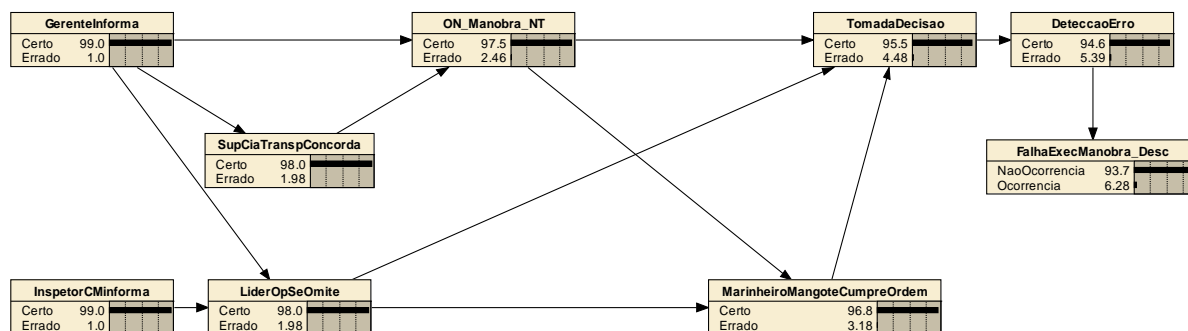 GerenteInforma
Certo 99.0
Errado 1.0
ON_Manobra_NT
Certo 97.5
Errado 2.46
TomadaDecisao
Certo 95.5
Errado 4.48
DeteccaoErro
Certo 94.6
Errado 5.39
SupCiaTranspConcorda
Certo 98.0
Errado 1.98
FalhaExecManobra_Desc
NaoOcorrencia 93.7
Ocorrencia 6.28
InspetorCMinforma
Certo 99.0
Errado 1.0
LiderOpSeOmite
Certo 98.0
Errado 1.98
MarinheiroMangoteCumpreOrdem
Certo 96.8
Errado 3.18